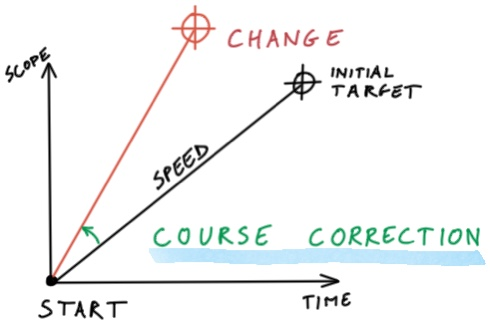 CHANGE
SCOPE
INITIAL
TARGET
SPEED
COURSE CORRECTION
START
TIME